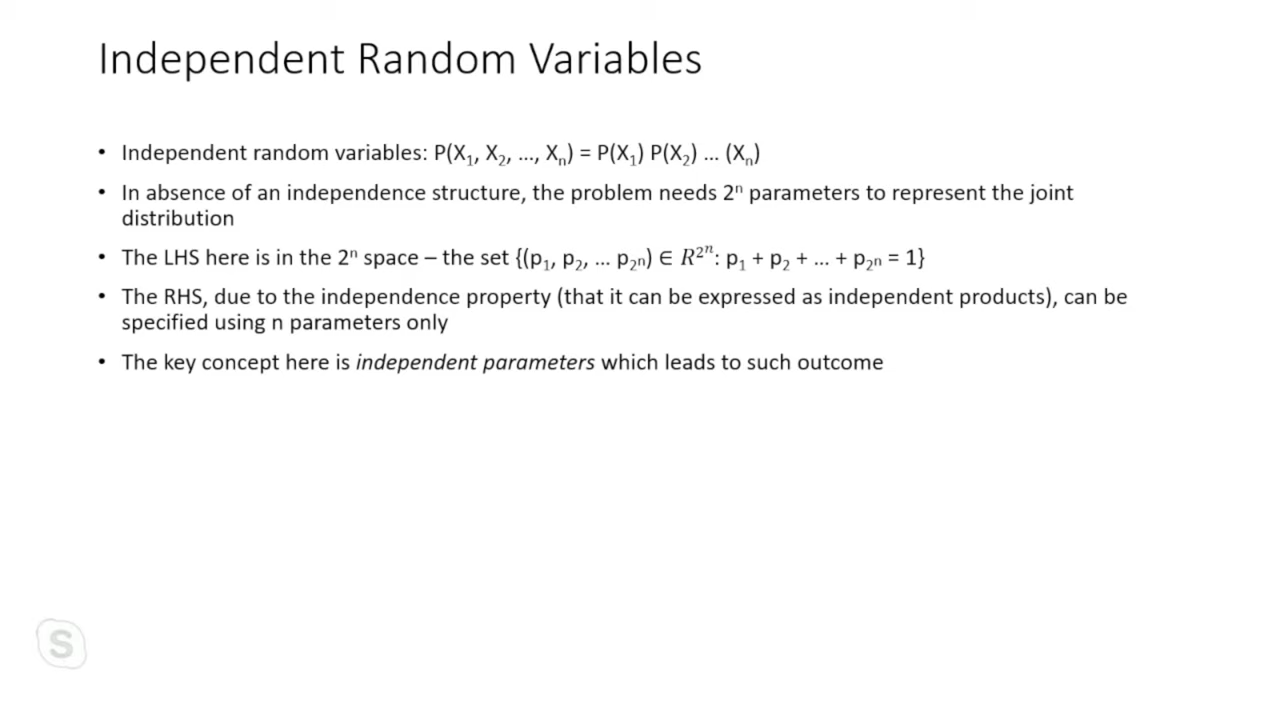 Independent Random Variables
• Independent random variables: P(X₁, X₂, ..., Xₙ) = P(X₁) P(X₂) ... (Xₙ)
• In absence of an independence structure, the problem needs 2ⁿ parameters to represent the joint
distribution
• The LHS here is in the 2ⁿ space – the set {(p₁, p₂, ... p₂ⁿ) ∈ R^{2^n}: p₁ + p₂ + ... + p₂ⁿ = 1}
• The RHS, due to the independence property (that it can be expressed as independent products), can be
specified using n parameters only
• The key concept here is independent parameters which leads to such outcome
S